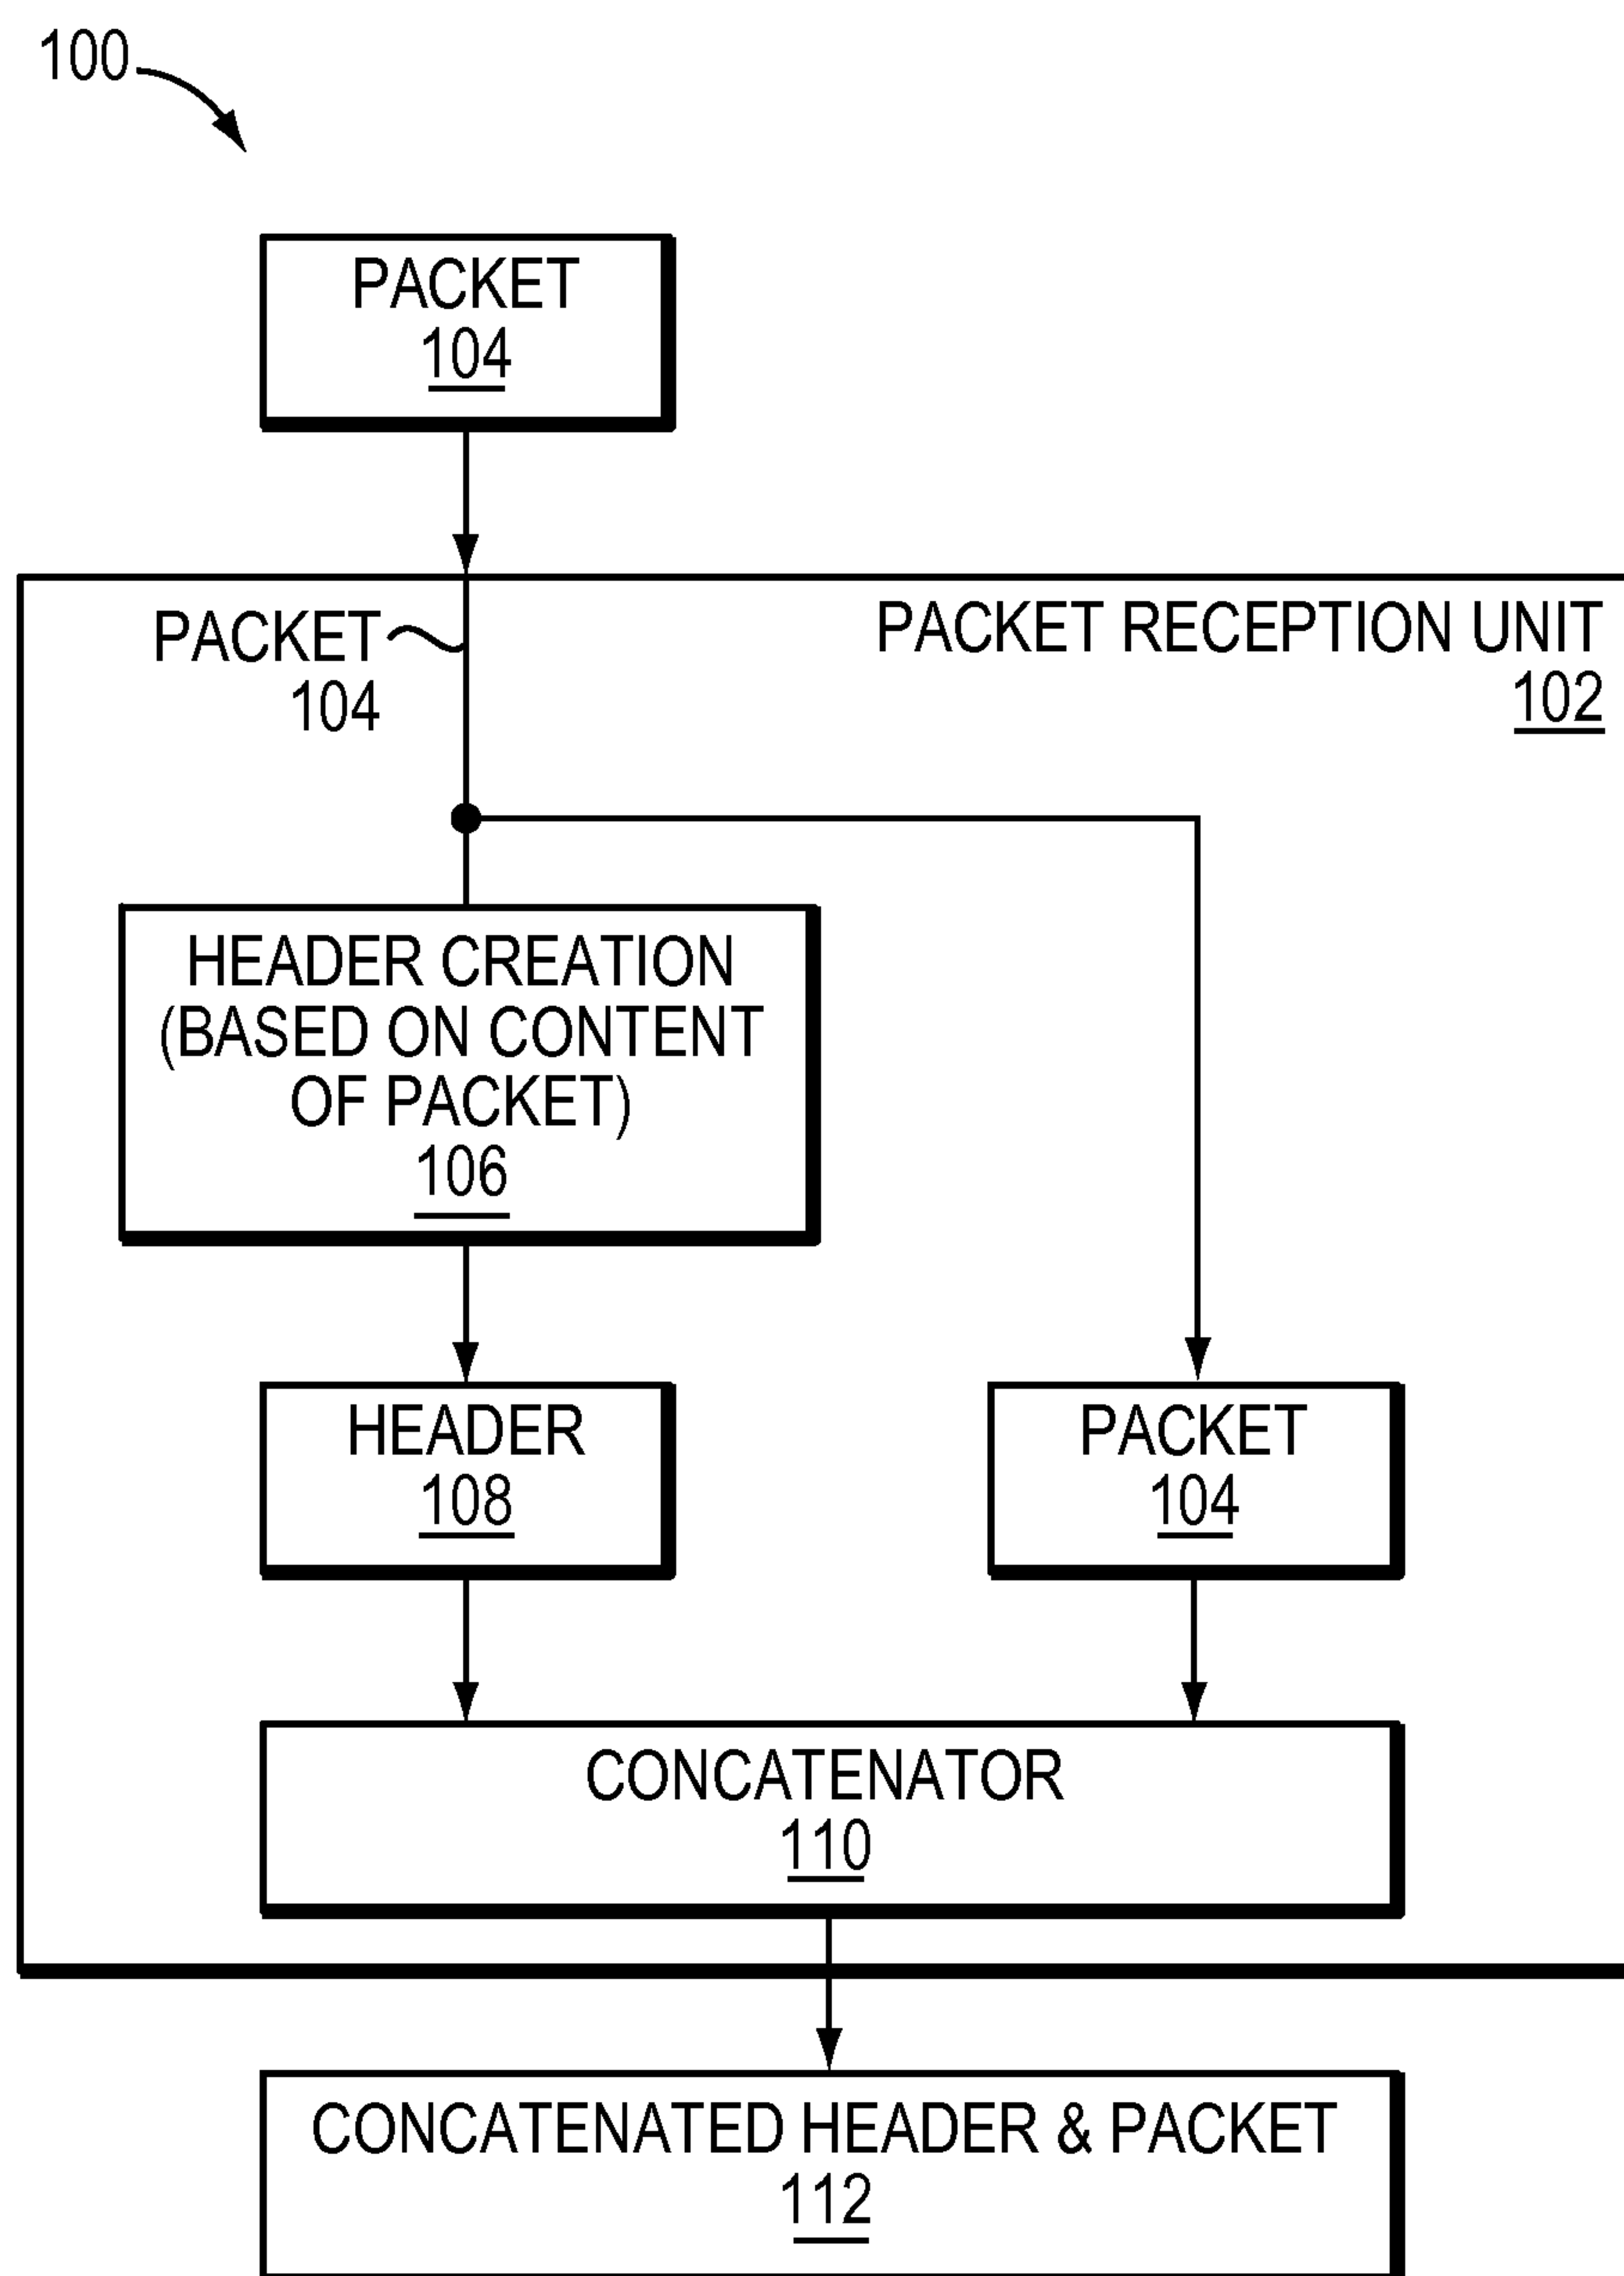 100
PACKET
104
PACKET
104
PACKET RECEPTION UNIT
102
HEADER CREATION
(BASED ON CONTENT
OF PACKET)
106
HEADER
108
PACKET
104
CONCATENATOR
110
CONCATENATED HEADER & PACKET
112